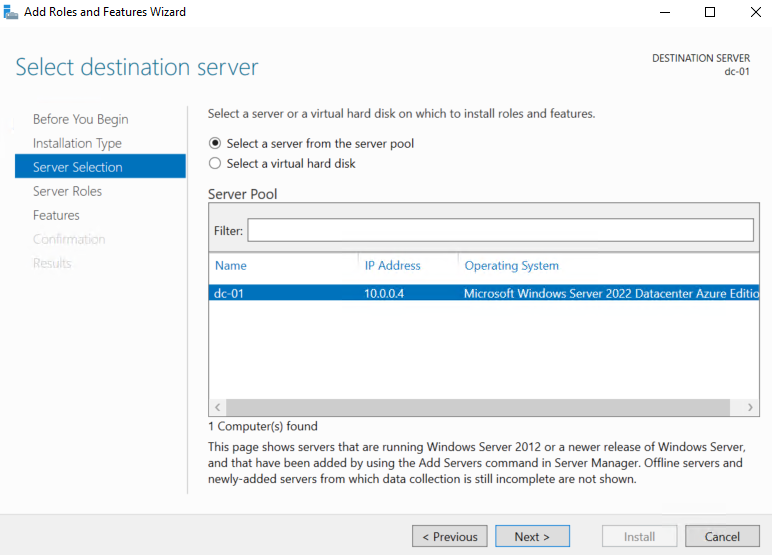 Add Roles and Features Wizard
Select destination server
DESTINATION SERVER
dc-01
Before You Begin
Installation Type
Server Selection
Server Roles
Features
Confirmation
Results
Select a server or a virtual hard disk on which to install roles and features.
Select a server from the server pool
Select a virtual hard disk
Server Pool
Filter:
Name IP Address Operating System
dc-01 10.0.0.4 Microsoft Windows Server 2022 Datacenter Azure Editio
1 Computer(s) found
This page shows servers that are running Windows Server 2012 or a newer release of Windows Server,
and that have been added by using the Add Servers command in Server Manager. Offline servers and
newly-added servers from which data collection is still incomplete are not shown.
< Previous Next > Install Cancel